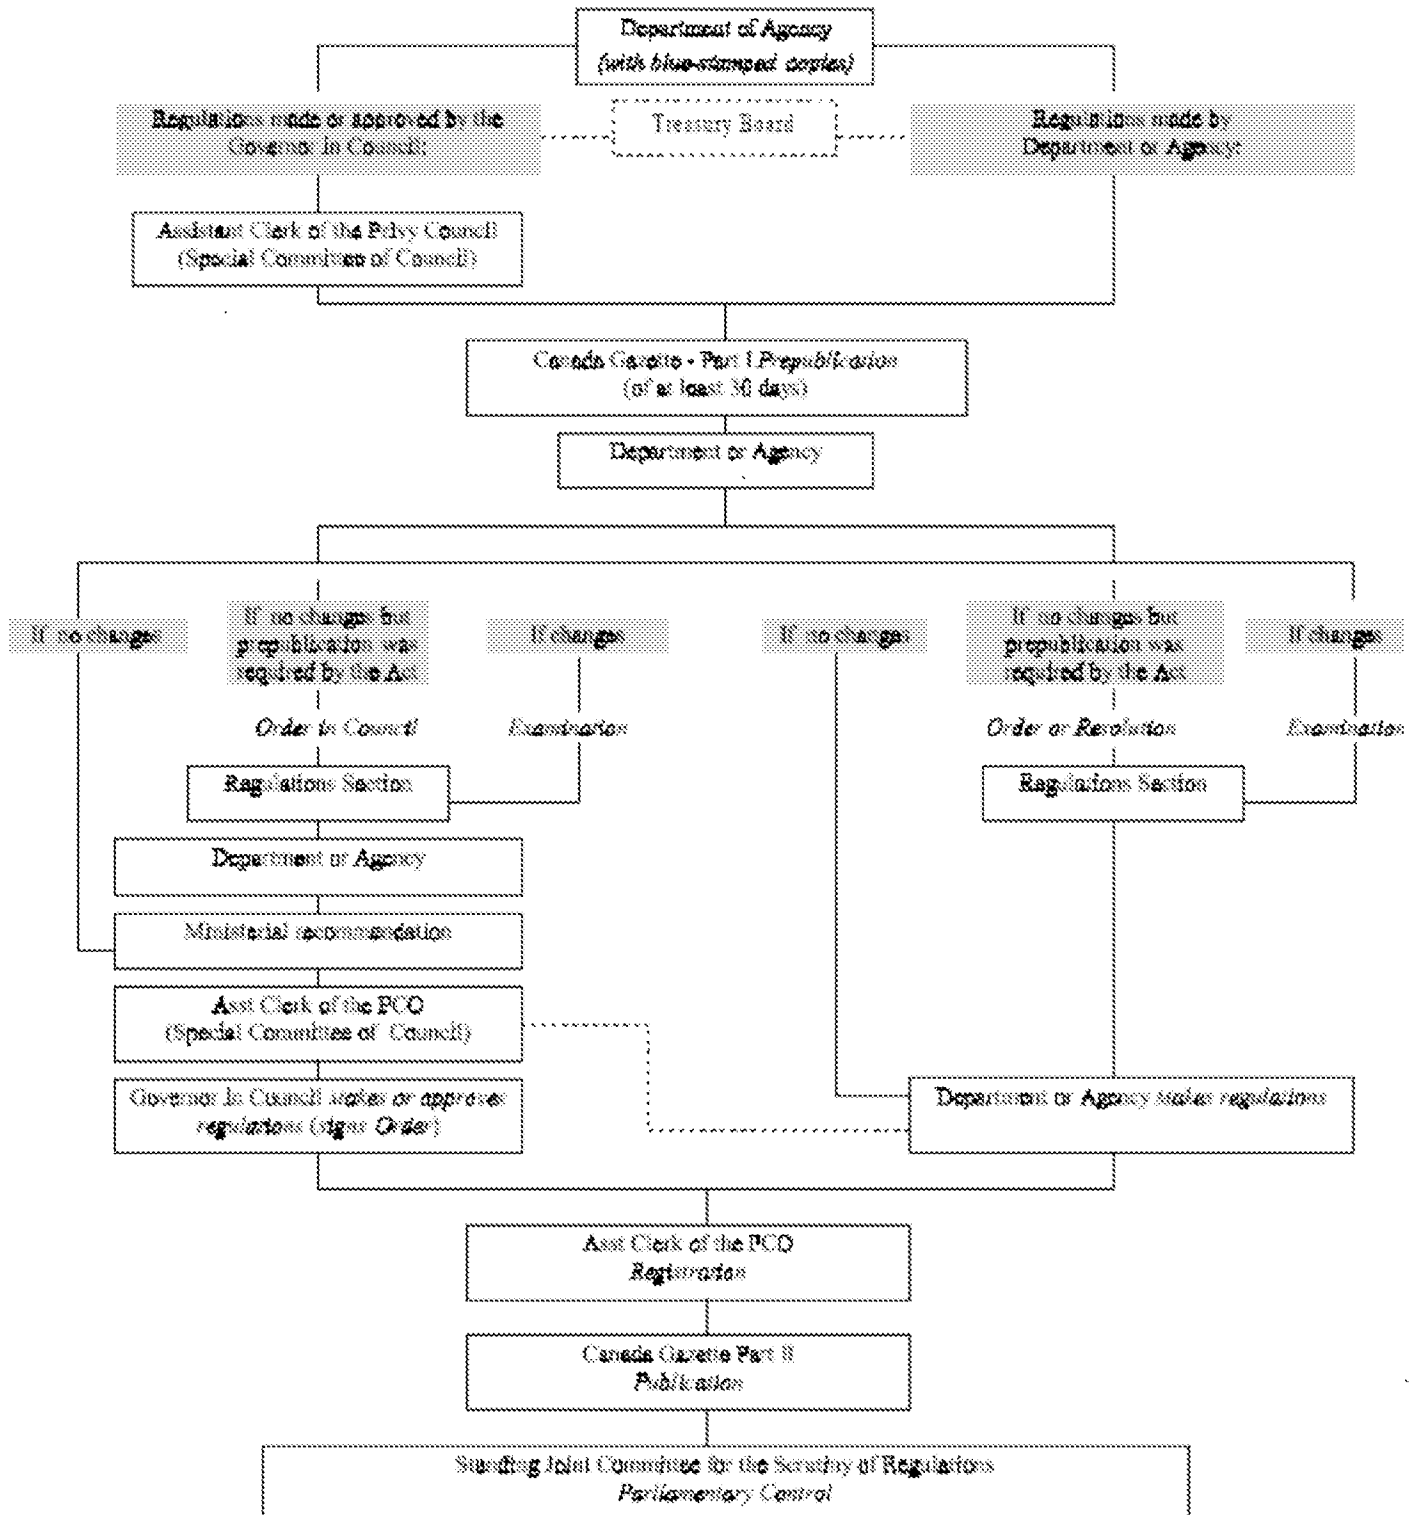 Department of Agency
(with blue-stamped copies)
Regulations made or approved by the
Governor in Council:
Treasury Board
Regulations made by
Department or Agency:
Assistant Clerk of the Privy Council
(Special Committee of Council)
Canada Gazette - Part I Prepublication
(of at least 30 days)
Department or Agency
If no changes
If no changes but
prepublication was
required by the Act
If changes
If no changes
If no changes but
prepublication was
required by the Act
If changes
Order in Council
Examination
Order or Resolution
Examination
Regulations Section
Regulations Section
Department or Agency
Ministerial recommendation
Asst Clerk of the PCO
(Special Committee of Council)
Governor in Council makes or approves
regulations (signs Order)
Department or Agency makes regulations
Asst Clerk of the PCO
Registration
Canada Gazette Part II
Publication
Standing Joint Committee for the Scrutiny of Regulations
Parliamentary Control